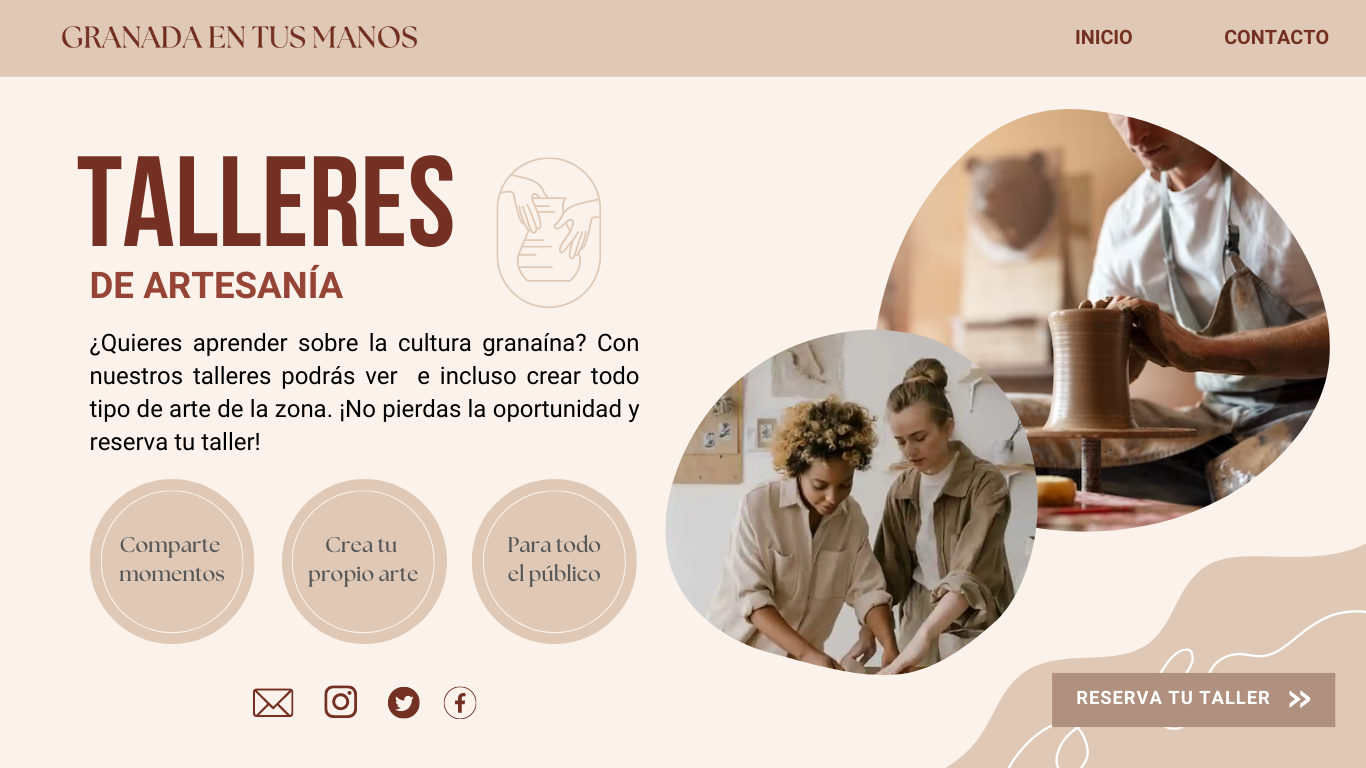 GRANADA EN TUS MANOS
INICIO
CONTACTO
TALLERES
DE ARTESANÍA
¿Quieres aprender sobre la cultura granaína? Con
nuestros talleres podrás ver  e incluso crear todo
tipo de arte de la zona. ¡No pierdas la oportunidad y
reserva tu taller!
Comparte
momentos
Crea tu
propio arte
Para todo
el público
RESERVA TU TALLER